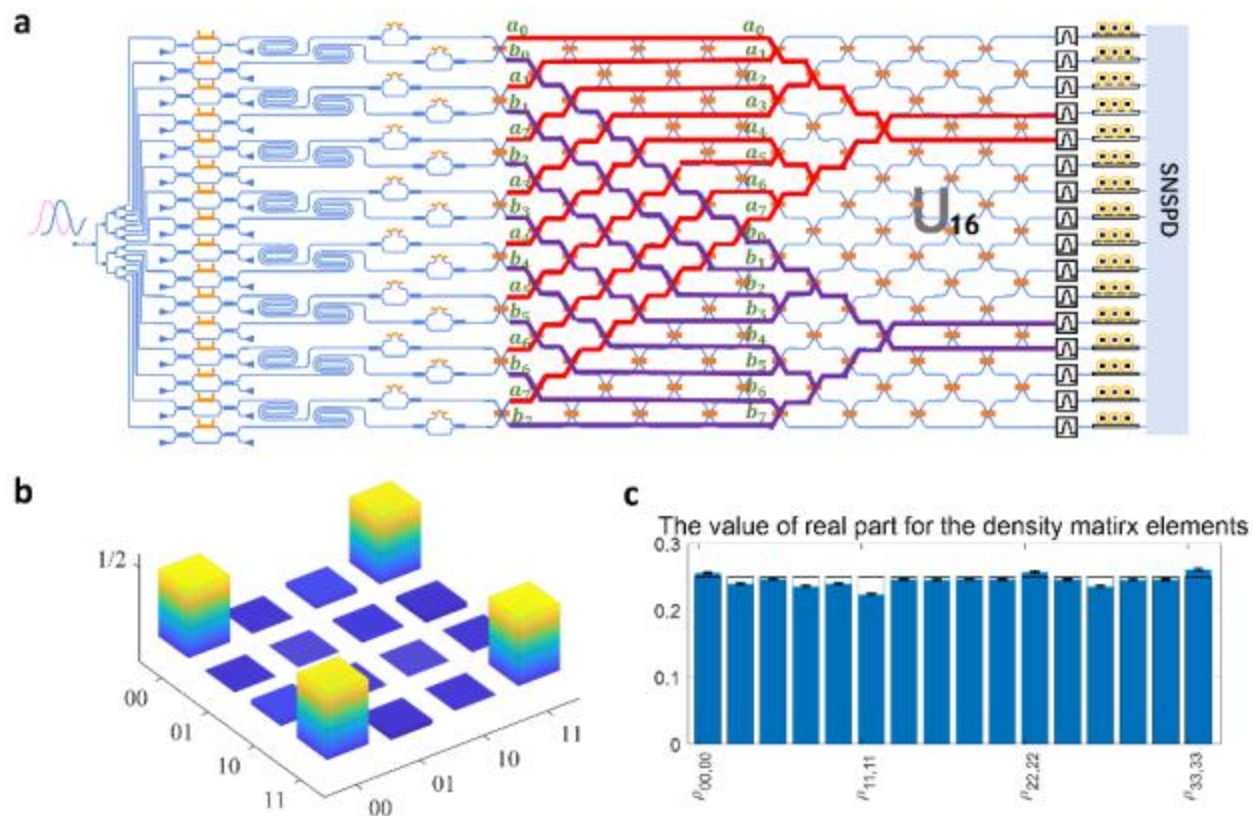 a
a0
b0
a1
b1
a2
b2
a3
b3
a4
b4
a5
b5
a6
b6
a7
b7
a0
a1
a2
a3
a4
a5
a6
a7
b0
b1
b2
b3
b4
b5
b6
b7
U16
SNSPD
b
1/2
00
01
10
11
00
01
10
11
c
The value of real part for the density matirx elements
0.3
0.2
0.1
0
ρ00,00
ρ11,11
ρ22,22
ρ33,33